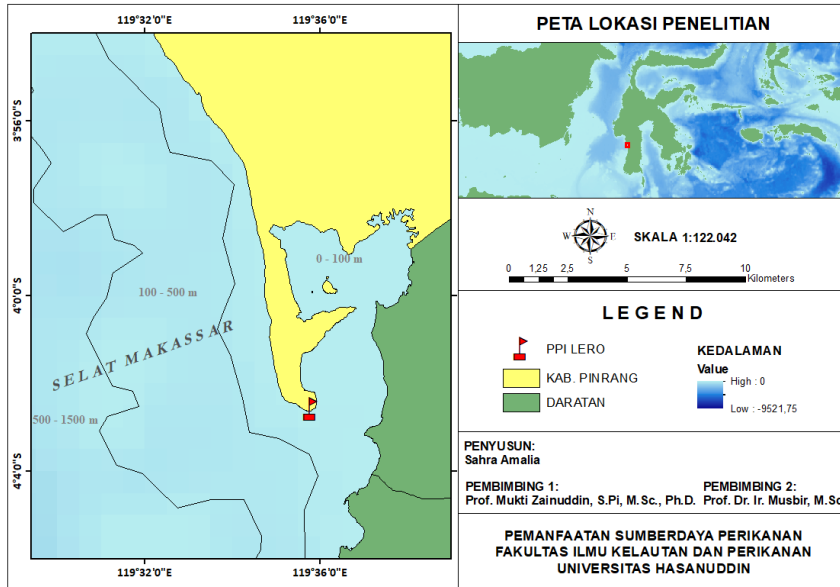 119°32'0"E
119°36'0"E
3°56'0"S
0 - 100 m
100 - 500 m
4°0'0"S
SELAT MAKASSAR
500 - 1500 m
4°4'0"S
119°32'0"E
119°36'0"E
PETA LOKASI PENELITIAN
N
W
E
S
SKALA 1:122.042
0 1,25 2,5 5 7,5 10
Kilometers
LEGEND
PPI LERO
KAB. PINRANG
DARATAN
KEDALAMAN
Value
High : 0
Low : -9521,75
PENYUSUN:
Sahra Amalia
PEMBIMBING 1:
Prof. Mukti Zainuddin, S.Pi, M.Sc., Ph.D.
PEMBIMBING 2:
Prof. Dr. Ir. Musbir, M.Sc
PEMANFAATAN SUMBERDAYA PERIKANAN
FAKULTAS ILMU KELAUTAN DAN PERIKANAN
UNIVERSITAS HASANUDDIN